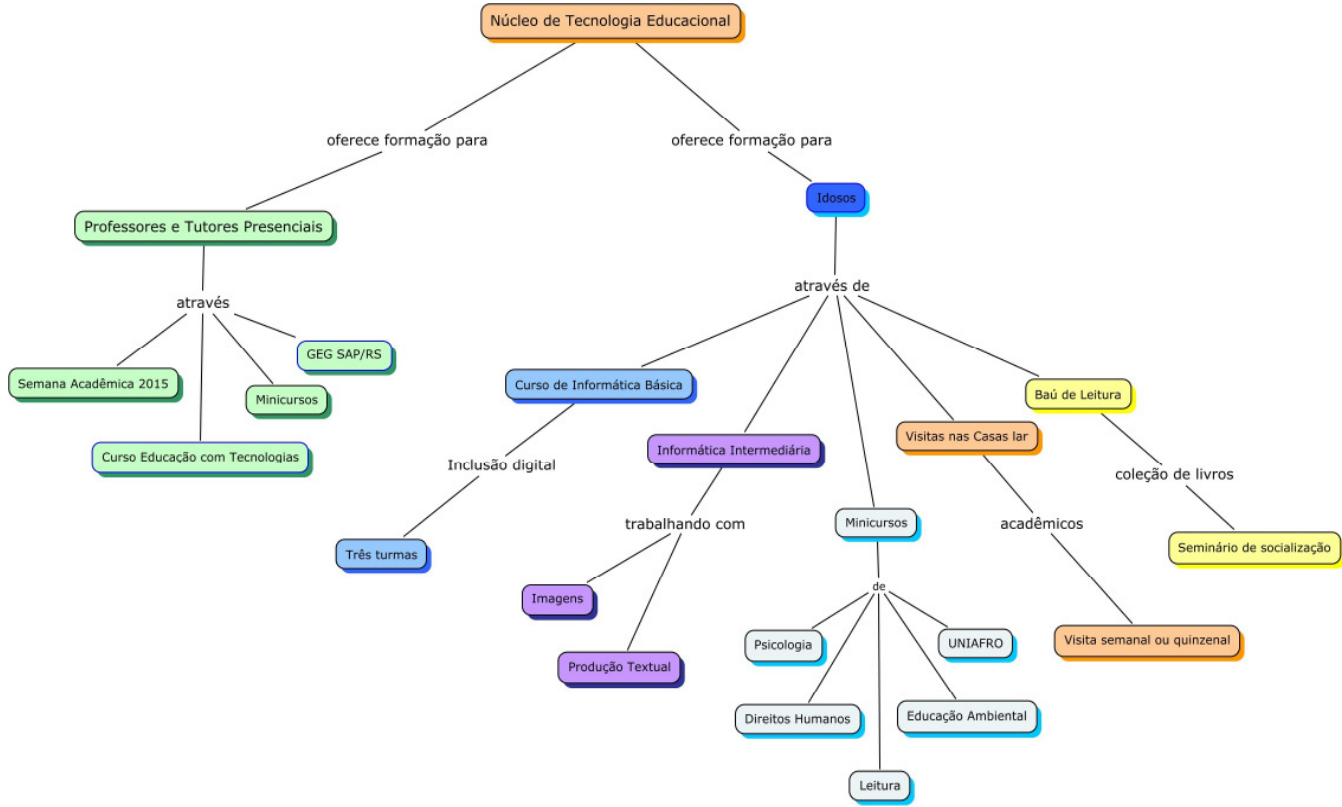 Núcleo de Tecnologia Educacional
oferece formação para
oferece formação para
Idosos
Professores e Tutores Presenciais
através de
através
GEG SAP/RS
Semana Acadêmica 2015
Minicursos
Curso Educação com Tecnologias
Curso de Informática Básica
Baú de Leitura
Visitas nas Casas lar
Informática Intermediária
Inclusão digital
coleção de livros
Minicursos
trabalhando com
acadêmicos
Três turmas
Seminário de socialização
de
Imagens
Psicologia
UNIAFRO
Visita semanal ou quinzenal
Produção Textual
Direitos Humanos
Educação Ambiental
Leitura